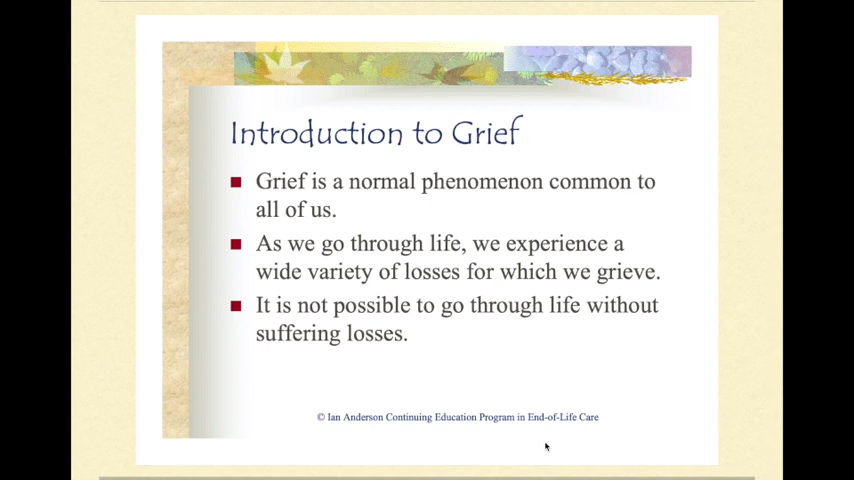 Introduction to Grief
Grief is a normal phenomenon common to
all of us.
As we go through life, we experience a
wide variety of losses for which we grieve.
It is not possible to go through life without
suffering losses.
© Ian Anderson Continuing Education Program in End-of-Life Care